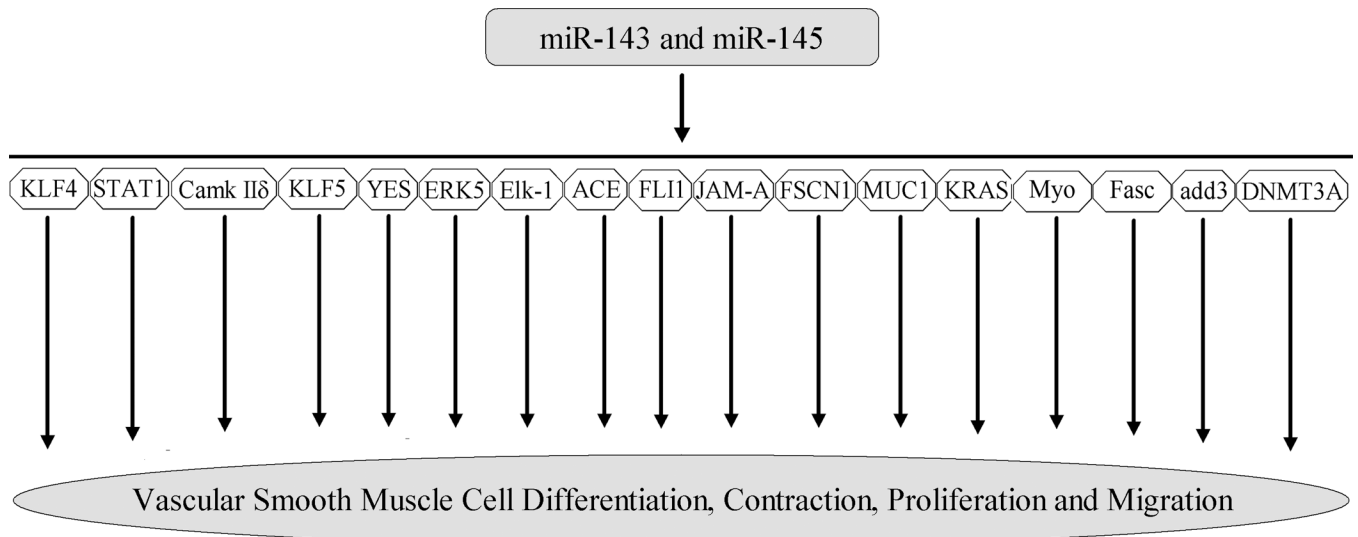 miR-143 and miR-145
KLF4 STAT1 Camk IIδ KLF5 YES ERK5 Elk-1 ACE FLI1 JAM-A FSCN1 MUC1 KRAS Myo Fasc add3 DNMT3A
Vascular Smooth Muscle Cell Differentiation, Contraction, Proliferation and Migration